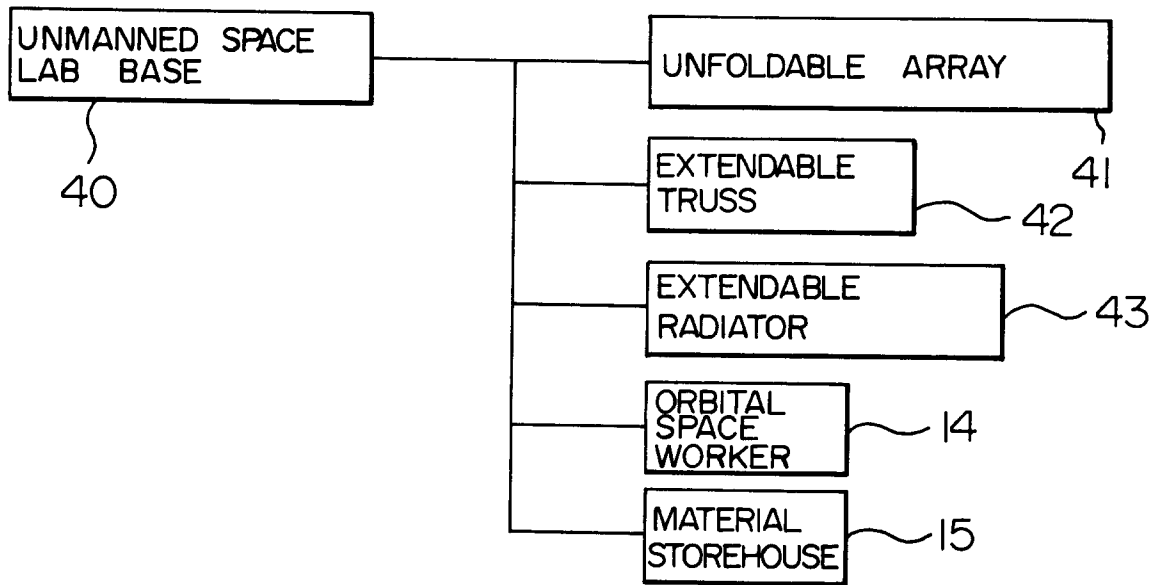 UNMANNED SPACE
LAB BASE
40
UNFOLDABLE ARRAY
41
EXTENDABLE
TRUSS
42
EXTENDABLE
RADIATOR
43
ORBITAL
SPACE
WORKER
14
MATERIAL
STOREHOUSE
15